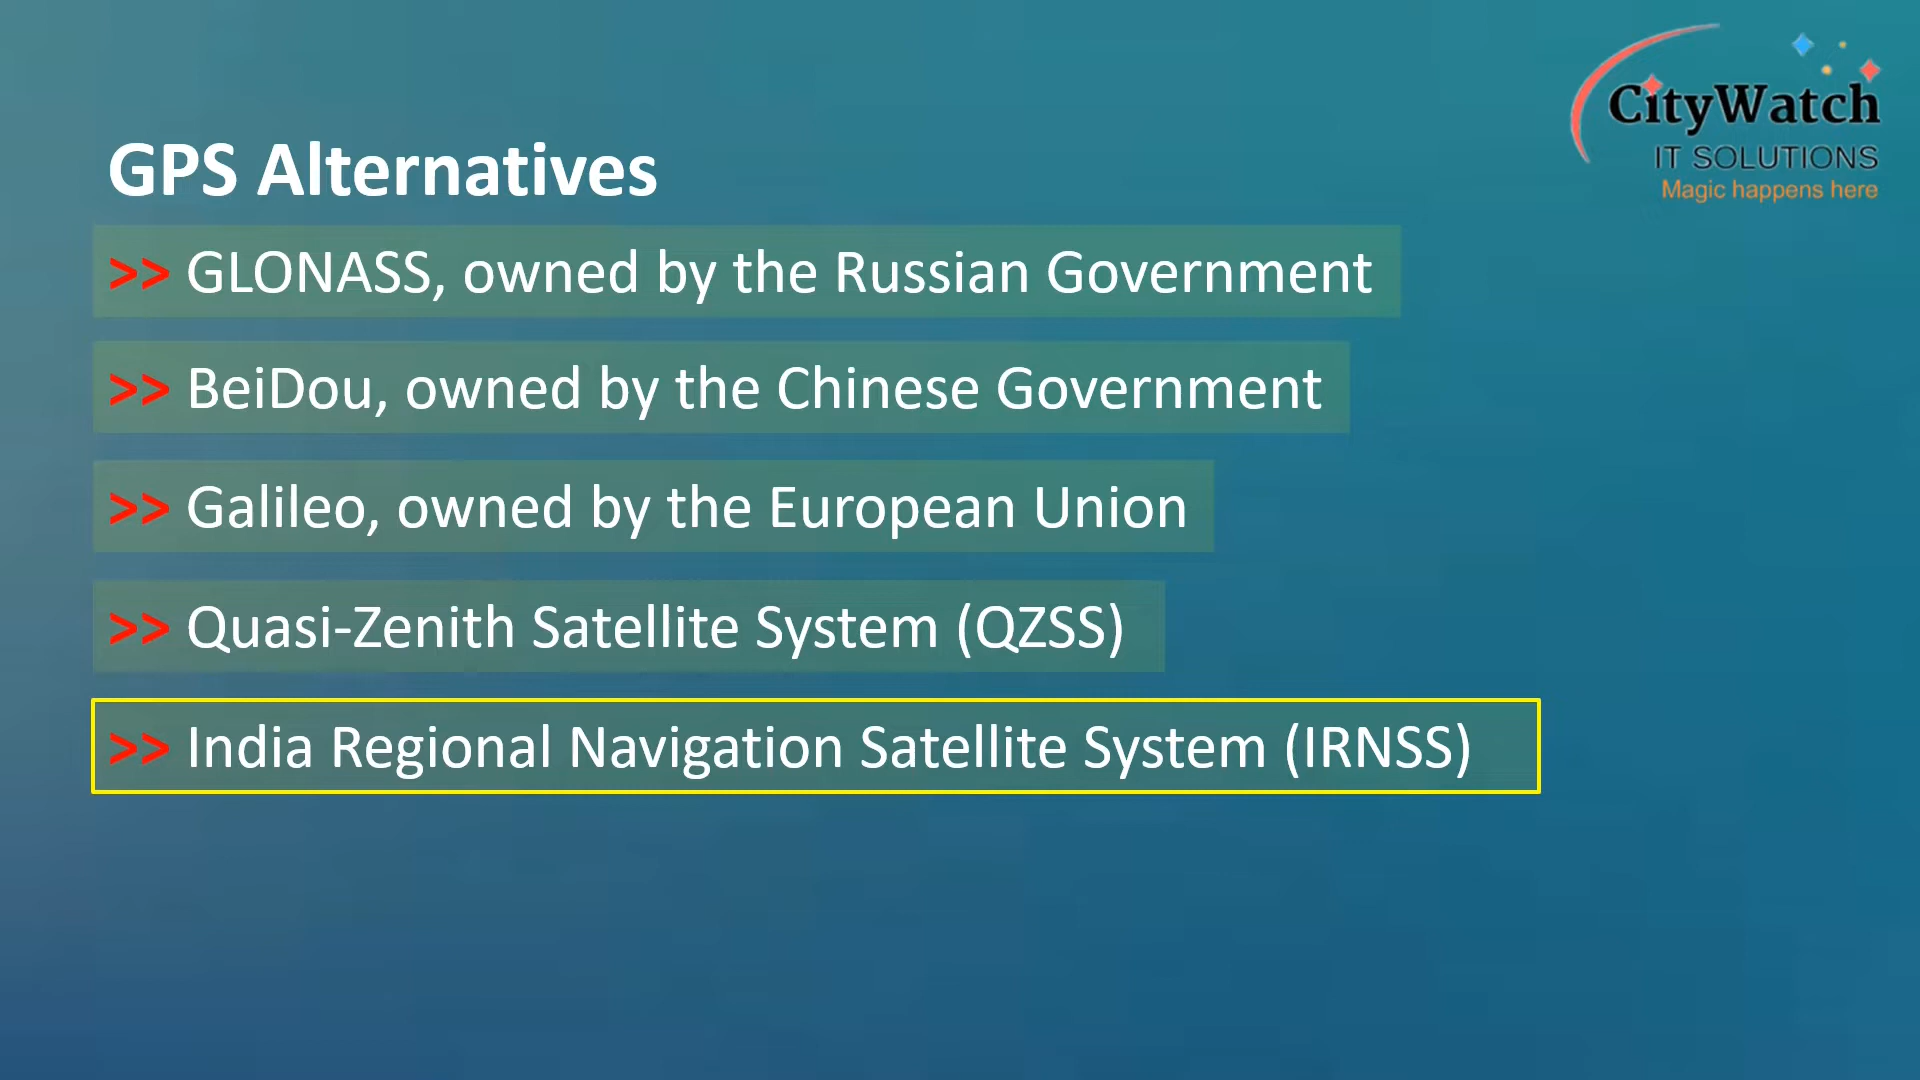 CityWatch
IT SOLUTIONS
Magic happens here
GPS Alternatives
>> GLONASS, owned by the Russian Government
>> BeiDou, owned by the Chinese Government
>> Galileo, owned by the European Union
>> Quasi-Zenith Satellite System (QZSS)
>> India Regional Navigation Satellite System (IRNSS)